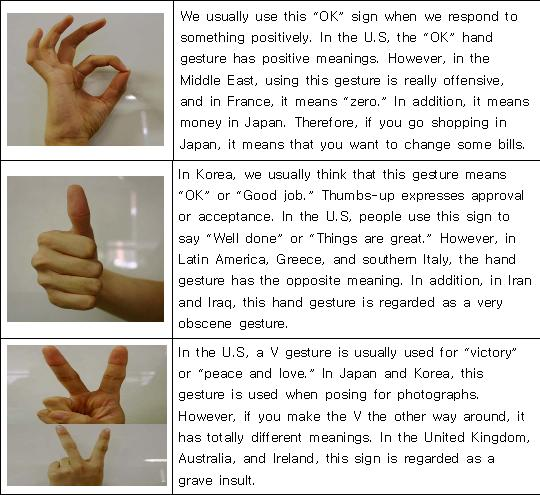 We usually use this “OK” sign when we respond to
something positively. In the U.S, the “OK” hand
gesture has positive meanings. However, in the
Middle East, using this gesture is really offensive,
and in France, it means “zero.” In addition, it means
money in Japan. Therefore, if you go shopping in
Japan, it means that you want to change some bills.
In Korea, we usually think that this gesture means
“OK” or “Good job.” Thumbs-up expresses approval
or acceptance. In the U.S, people use this sign to
say “Well done” or “Things are great.” However, in
Latin America, Greece, and southern Italy, the hand
gesture has the opposite meaning. In addition, in Iran
and Iraq, this hand gesture is regarded as a very
obscene gesture.
In the U.S, a V gesture is usually used for “victory”
or “peace and love.” In Japan and Korea, this
gesture is used when posing for photographs.
However, if you make the V the other way around, it
has totally different meanings. In the United Kingdom,
Australia, and Ireland, this sign is regarded as a
grave insult.